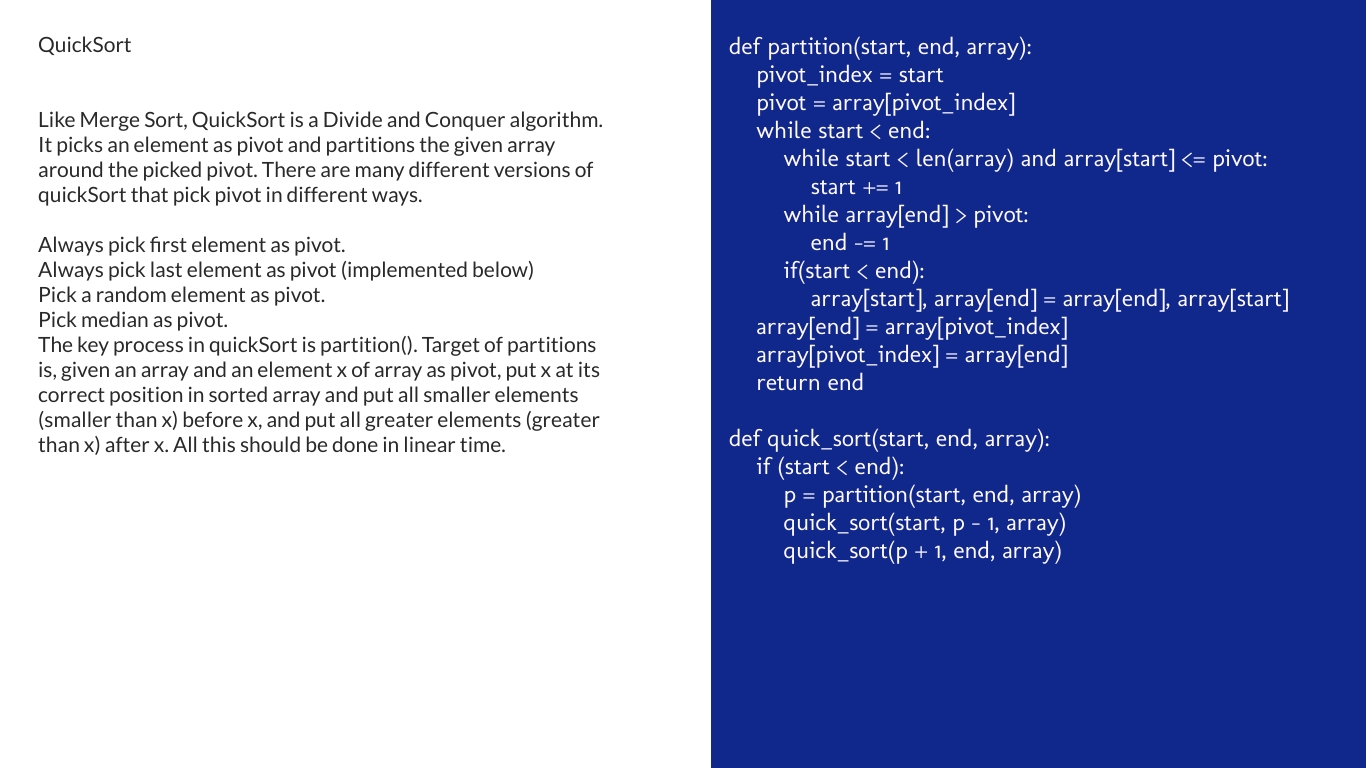 QuickSort
Like Merge Sort, QuickSort is a Divide and Conquer algorithm.
It picks an element as pivot and partitions the given array
around the picked pivot. There are many different versions of
quickSort that pick pivot in different ways.
Always pick first element as pivot.
Always pick last element as pivot (implemented below)
Pick a random element as pivot.
Pick median as pivot.
The key process in quickSort is partition(). Target of partitions
is, given an array and an element x of array as pivot, put x at its
correct position in sorted array and put all smaller elements
(smaller than x) before x, and put all greater elements (greater
than x) after x. All this should be done in linear time.
def partition(start, end, array):
    pivot_index = start
    pivot = array[pivot_index]
    while start < end:
        while start < len(array) and array[start] <= pivot:
            start += 1
        while array[end] > pivot:
            end -= 1
        if(start < end):
            array[start], array[end] = array[end], array[start]
    array[end] = array[pivot_index]
    array[pivot_index] = array[end]
    return end
def quick_sort(start, end, array):
    if (start < end):
        p = partition(start, end, array)
        quick_sort(start, p - 1, array)
        quick_sort(p + 1, end, array)